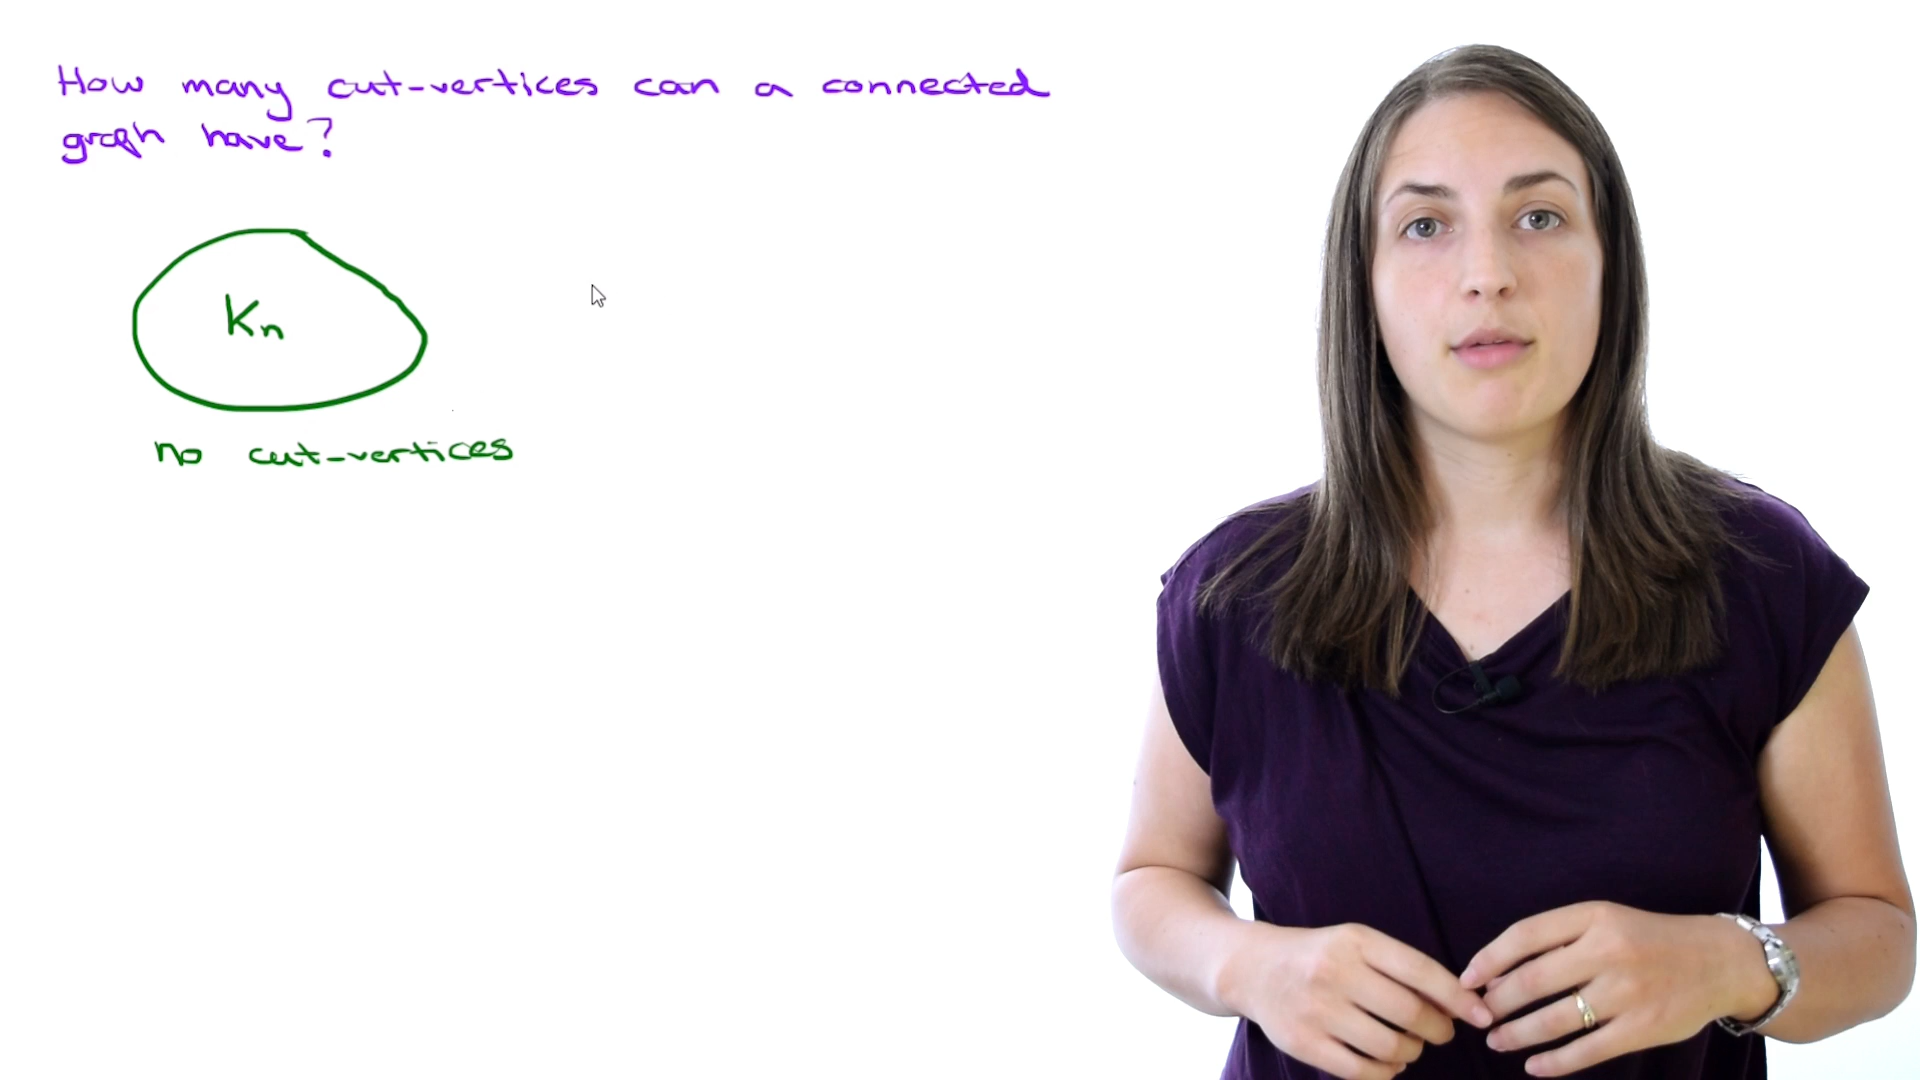 How many cut-vertices can a connected
graph have?
Kn
no cut-vertices